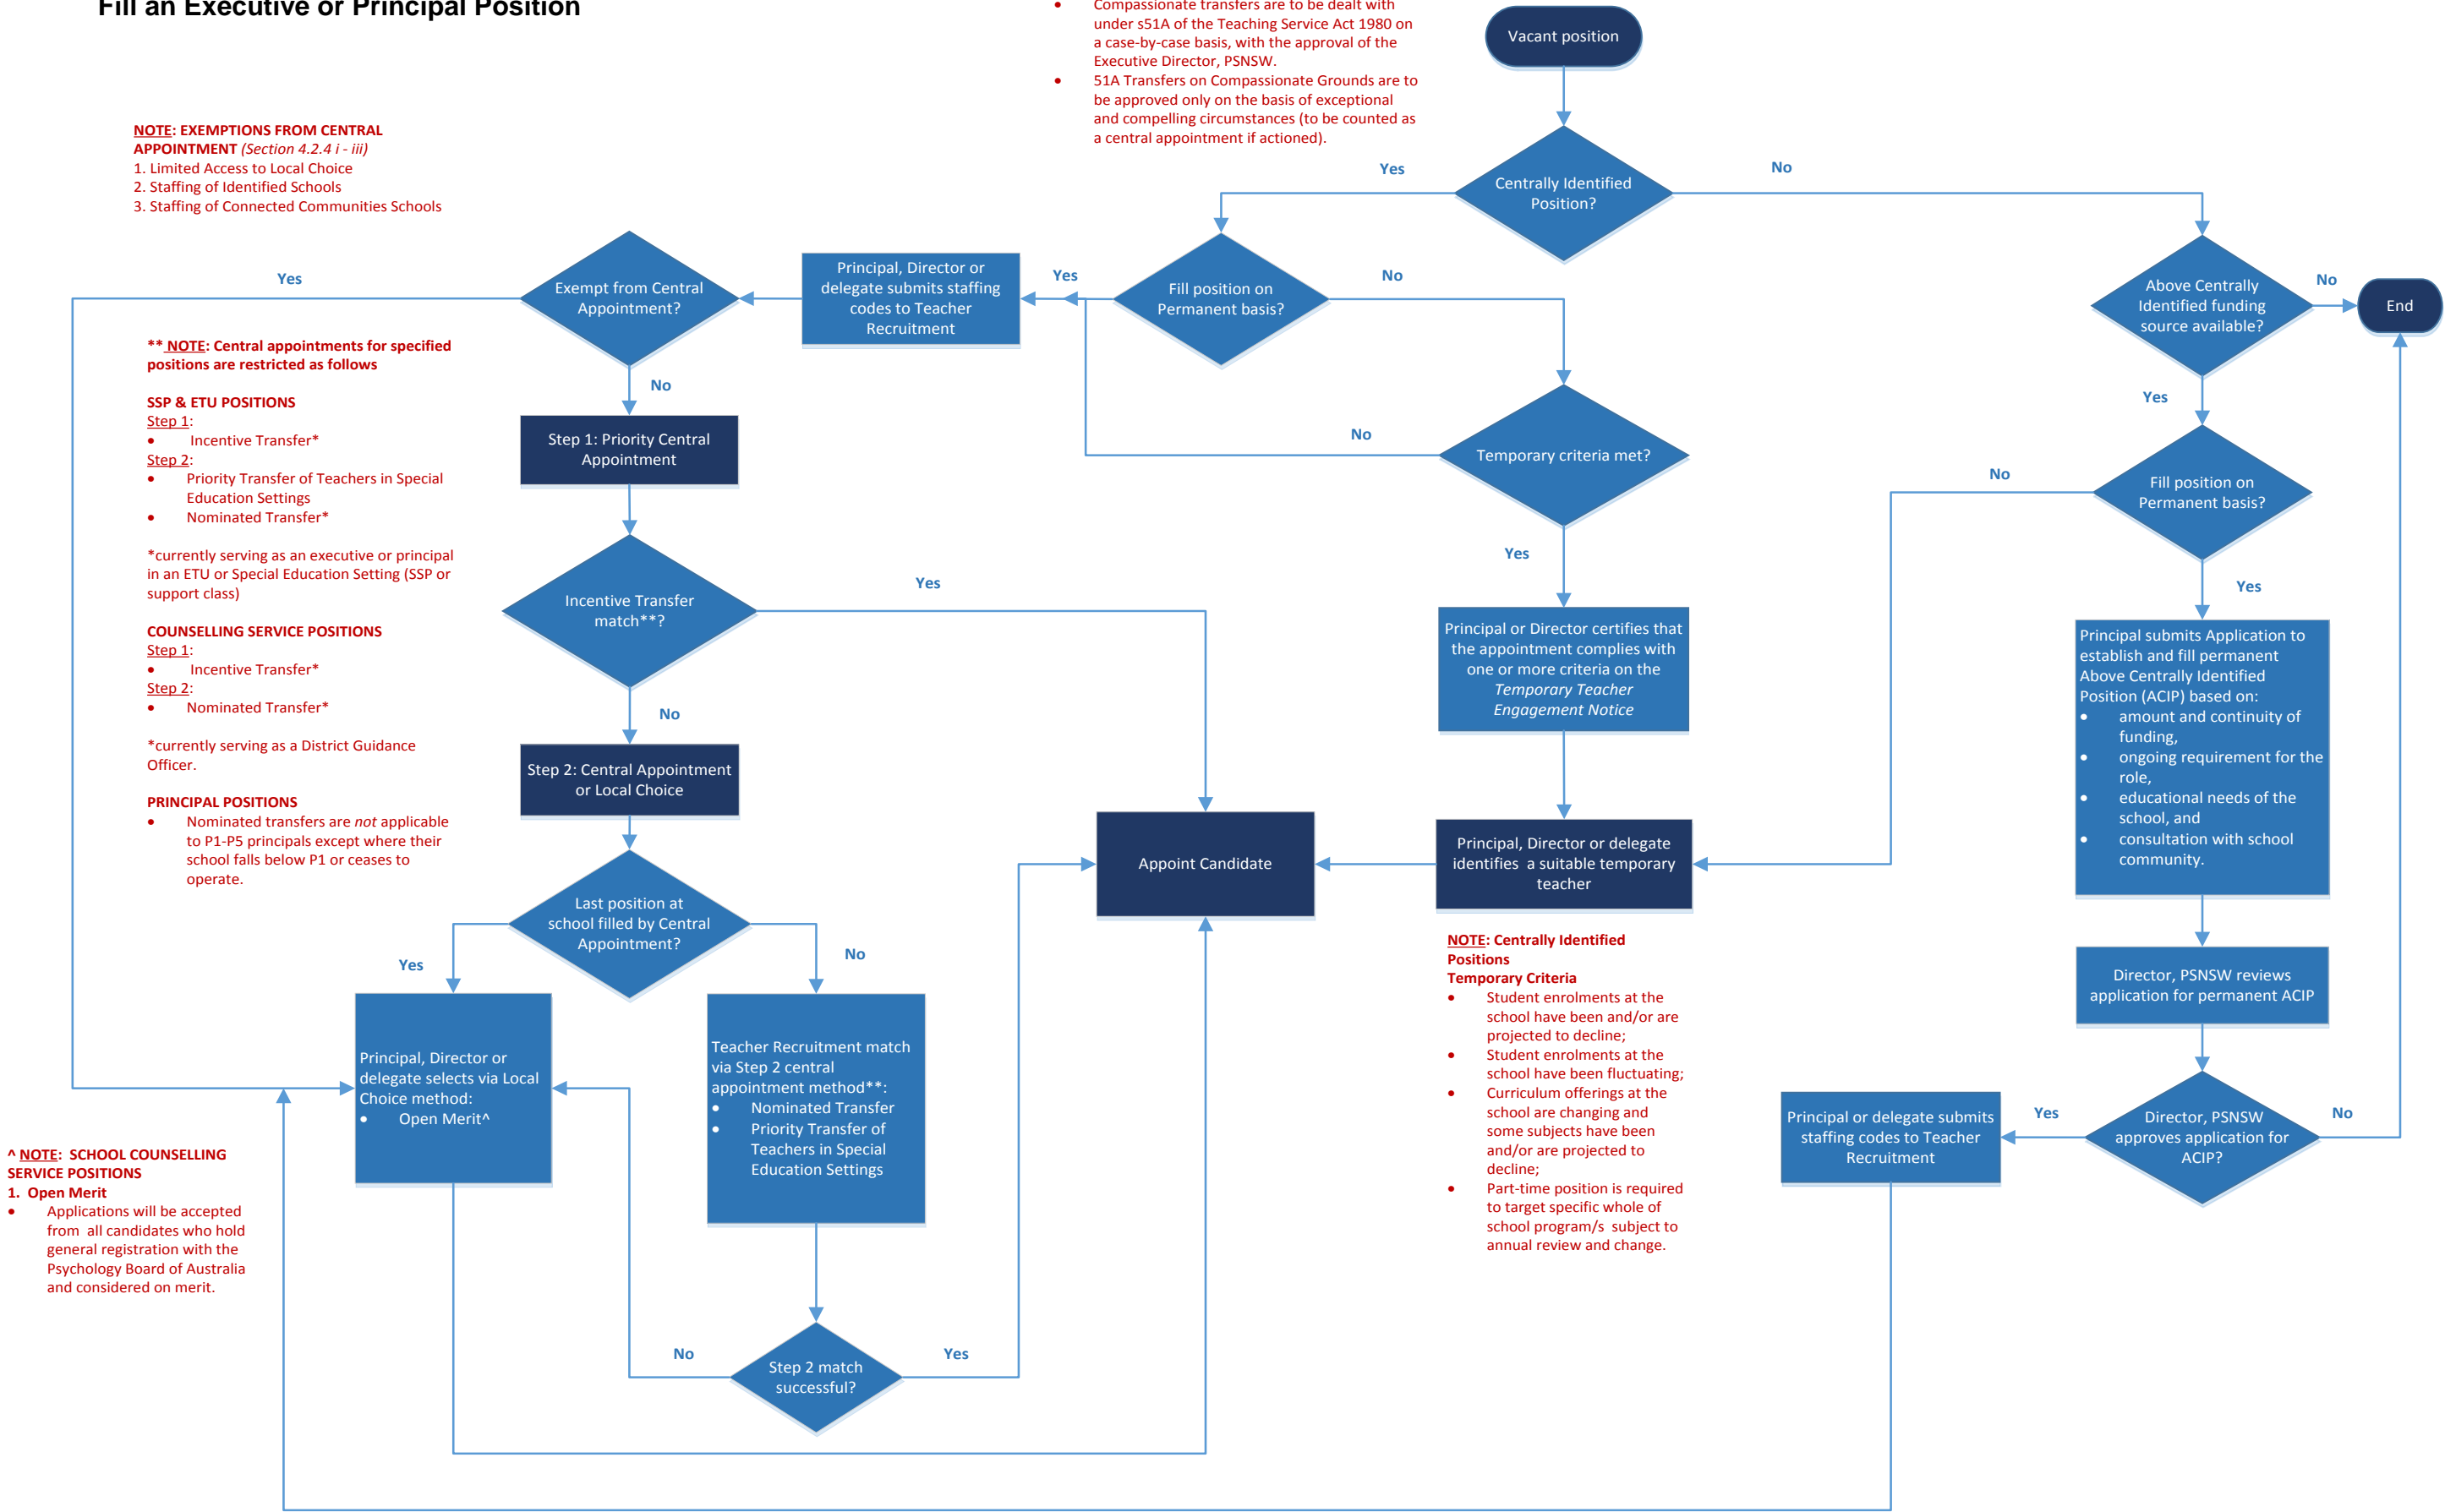 Fill an Executive or Principal Position
• Compassionate transfers are to be dealt with
under s51A of the Teaching Service Act 1980 on
a case-by-case basis, with the approval of the
Executive Director, PSNSW.
• 51A Transfers on Compassionate Grounds are to
be approved only on the basis of exceptional
and compelling circumstances (to be counted as
a central appointment if actioned).
Vacant position
NOTE: EXEMPTIONS FROM CENTRAL
APPOINTMENT (Section 4.2.4 i - iii)
1. Limited Access to Local Choice
2. Staffing of Identified Schools
3. Staffing of Connected Communities Schools
Yes
Centrally Identified
Position?
No
Yes
Exempt from Central
Appointment?
Principal, Director or
delegate submits staffing
codes to Teacher
Recruitment
Yes
Fill position on
Permanent basis?
No
Above Centrally
Identified funding
source available?
No
End
** NOTE: Central appointments for specified
positions are restricted as follows
SSP & ETU POSITIONS
Step 1:
• Incentive Transfer*
Step 2:
• Priority Transfer of Teachers in Special
Education Settings
• Nominated Transfer*
*currently serving as an executive or principal
in an ETU or Special Education Setting (SSP or
support class)
COUNSELLING SERVICE POSITIONS
Step 1:
• Incentive Transfer*
Step 2:
• Nominated Transfer*
*currently serving as a District Guidance
Officer.
PRINCIPAL POSITIONS
• Nominated transfers are not applicable
to P1-P5 principals except where their
school falls below P1 or ceases to
operate.
No
Step 1: Priority Central
Appointment
No
Temporary criteria met?
Yes
No
Fill position on
Permanent basis?
Yes
Incentive Transfer
match**?
Yes
Yes
Principal or Director certifies that
the appointment complies with
one or more criteria on the
Temporary Teacher
Engagement Notice
Principal submits Application to
establish and fill permanent
Above Centrally Identified
Position (ACIP) based on:
• amount and continuity of
funding,
• ongoing requirement for the
role,
• educational needs of the
school, and
• consultation with school
community.
No
Step 2: Central Appointment
or Local Choice
Appoint Candidate
Principal, Director or delegate
identifies a suitable temporary
teacher
Last position at
school filled by Central
Appointment?
Yes
No
NOTE: Centrally Identified
Positions
Temporary Criteria
• Student enrolments at the
school have been and/or are
projected to decline;
• Student enrolments at the
school have been fluctuating;
• Curriculum offerings at the
school are changing and
some subjects have been
and/or are projected to
decline;
• Part-time position is required
to target specific whole of
school program/s subject to
annual review and change.
Director, PSNSW reviews
application for permanent ACIP
Principal, Director or
delegate selects via Local
Choice method:
• Open Merit^
Teacher Recruitment match
via Step 2 central
appointment method**:
• Nominated Transfer
• Priority Transfer of
Teachers in Special
Education Settings
Principal or delegate submits
staffing codes to Teacher
Recruitment
Yes
Director, PSNSW
approves application for
ACIP?
No
^ NOTE: SCHOOL COUNSELLING
SERVICE POSITIONS
1. Open Merit
• Applications will be accepted
from all candidates who hold
general registration with the
Psychology Board of Australia
and considered on merit.
No
Step 2 match
successful?
Yes